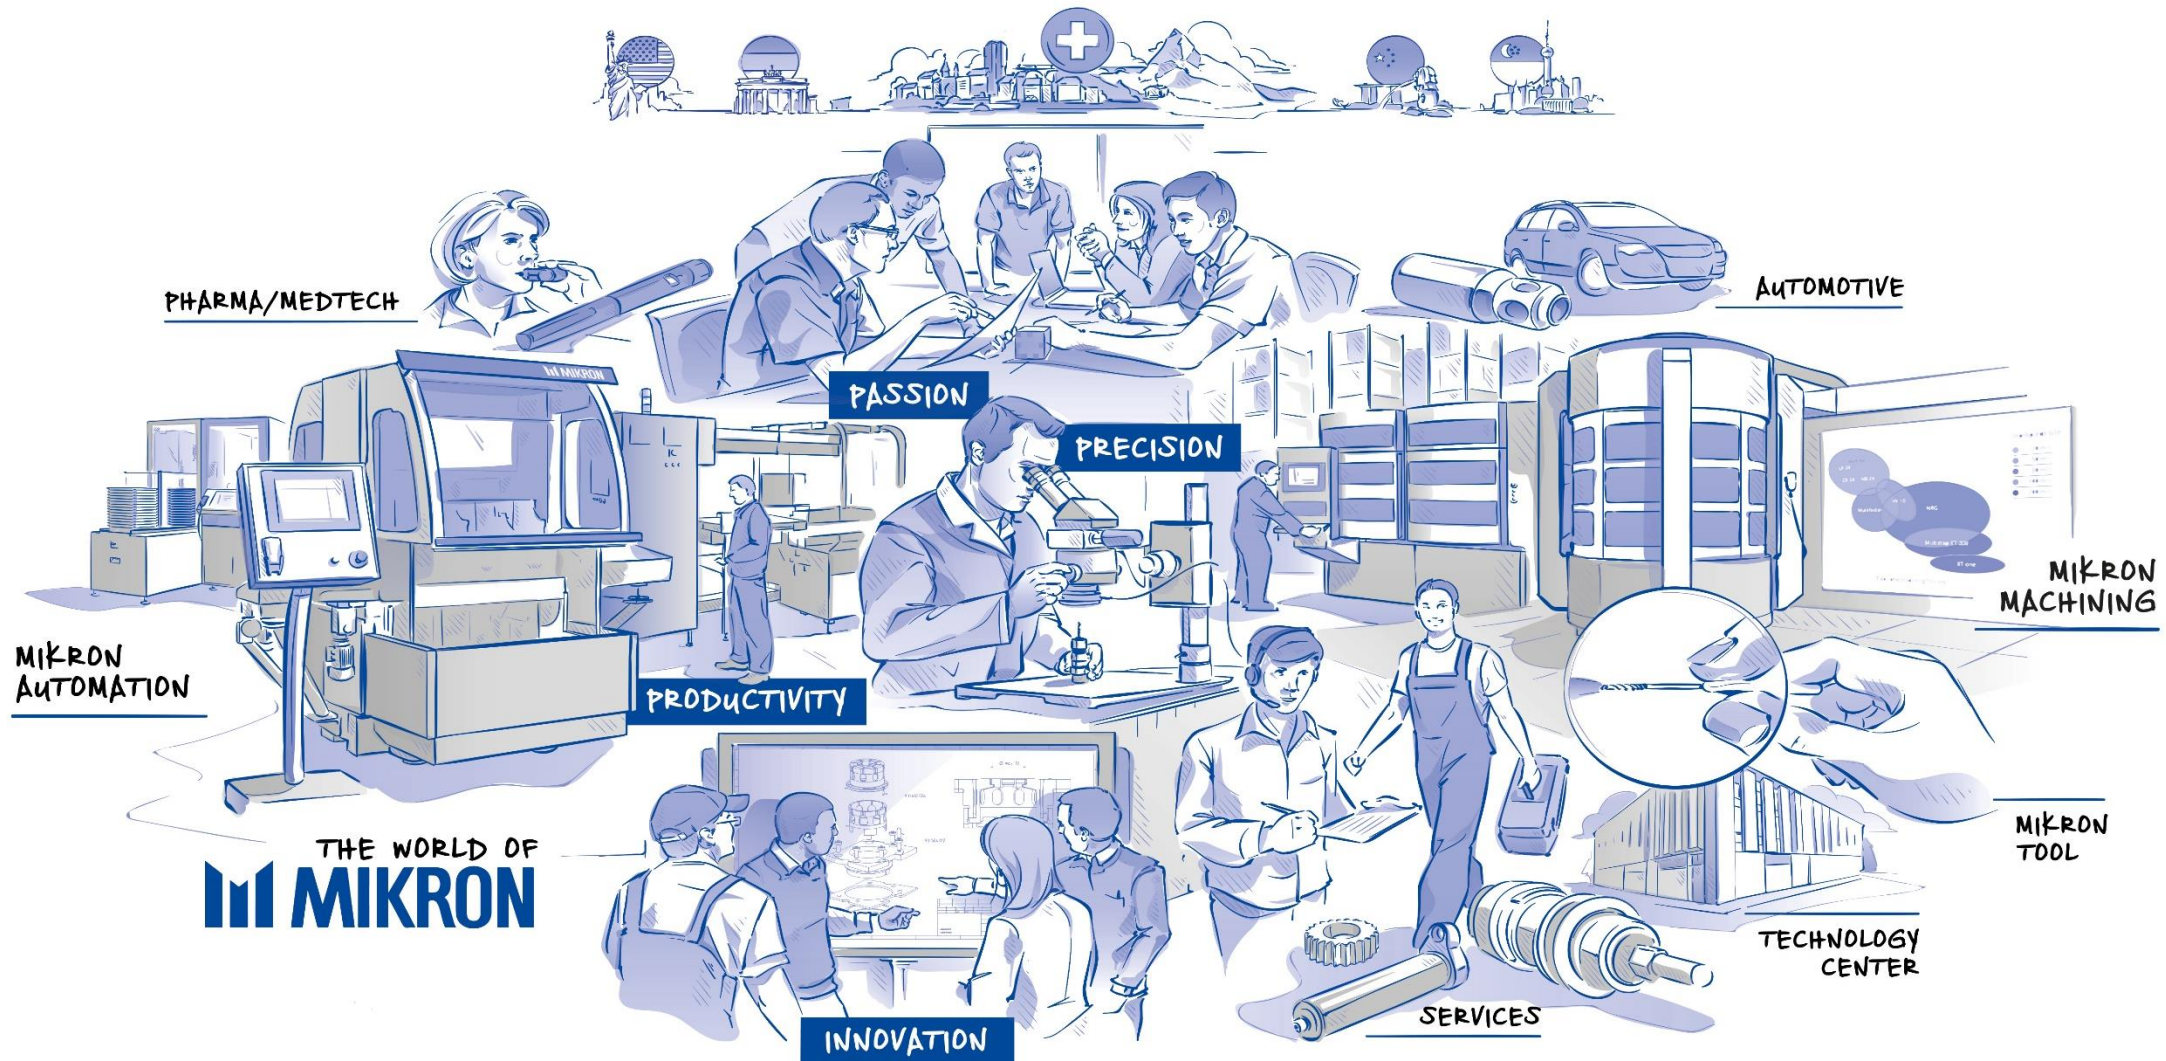 PHARMA/MEDTECH
AUTOMOTIVE
MIKRON
PASSION
PRECISION
MIKRON
MACHINING
MIKRON
AUTOMATION
PRODUCTIVITY
MIKRON
TOOL
THE WORLD OF
MIKRON
TECHNOLOGY
CENTER
SERVICES
INNOVATION